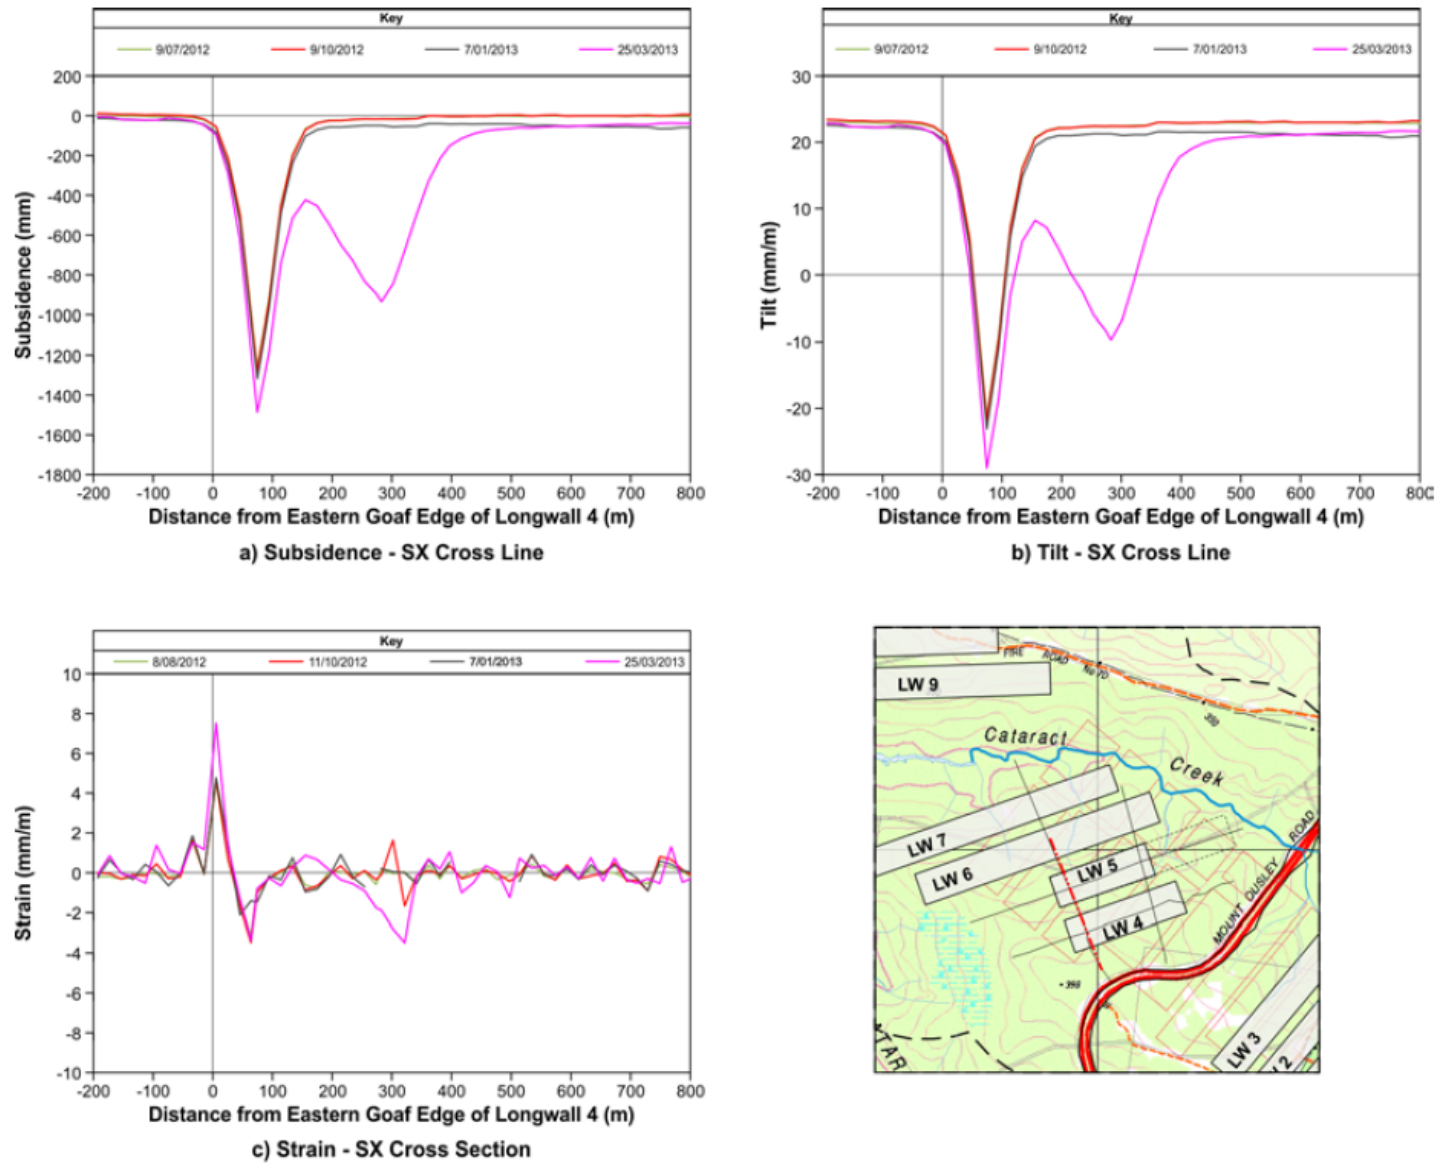 Key
9/07/2012 9/10/2012 7/01/2013 25/03/2013
200
0
-200
-400
-600
-800
-1000
-1200
-1400
-1600
-1800
Subsidence (mm)
-200 -100 0 100 200 300 400 500 600 700 800
Distance from Eastern Goaf Edge of Longwall 4 (m)
a) Subsidence - SX Cross Line
Key
9/07/2012 9/10/2012 7/01/2013 25/03/2013
30
20
10
0
-10
-20
-30
Tilt (mm/m)
-200 -100 0 100 200 300 400 500 600 700 800
Distance from Eastern Goaf Edge of Longwall 4 (m)
b) Tilt - SX Cross Line
Key
8/08/2012 11/10/2012 7/01/2013 25/03/2013
10
8
6
4
2
0
-2
-4
-6
-8
-10
Strain (mm/m)
-200 -100 0 100 200 300 400 500 600 700 800
Distance from Eastern Goaf Edge of Longwall 4 (m)
c) Strain - SX Cross Section
FIRE ROAD No
LW 9
350
Cataract
Creek
LW 7
LW 6
LW 5
LW 4
MOUNT OUSLEY ROAD
398
TAR
LW 3
2